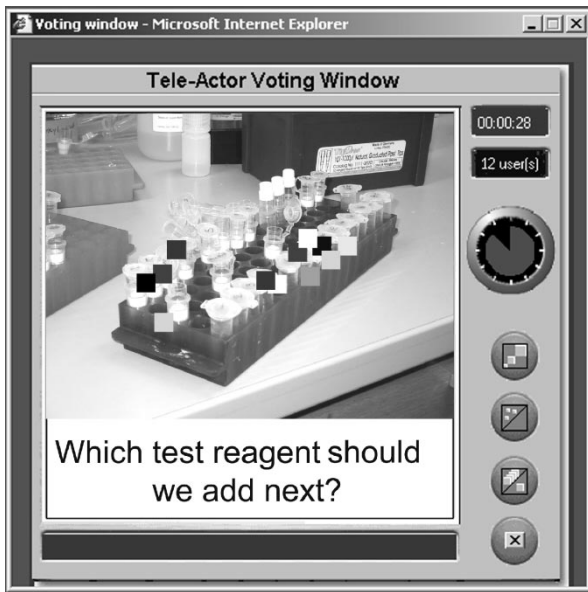 Voting window - Microsoft Internet Explorer
Tele-Actor Voting Window
00:00:28
12 user(s)
Which test reagent should
we add next?